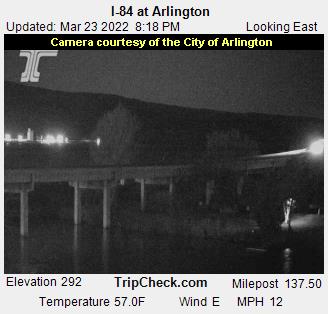 I-84 at Arlington
Updated: Mar 23 2022 8:18 PM Looking East
Camera courtesy of the City of Arlington
Elevation 292 TripCheck.com Milepost 137.50
Temperature 57.0F Wind E MPH 12